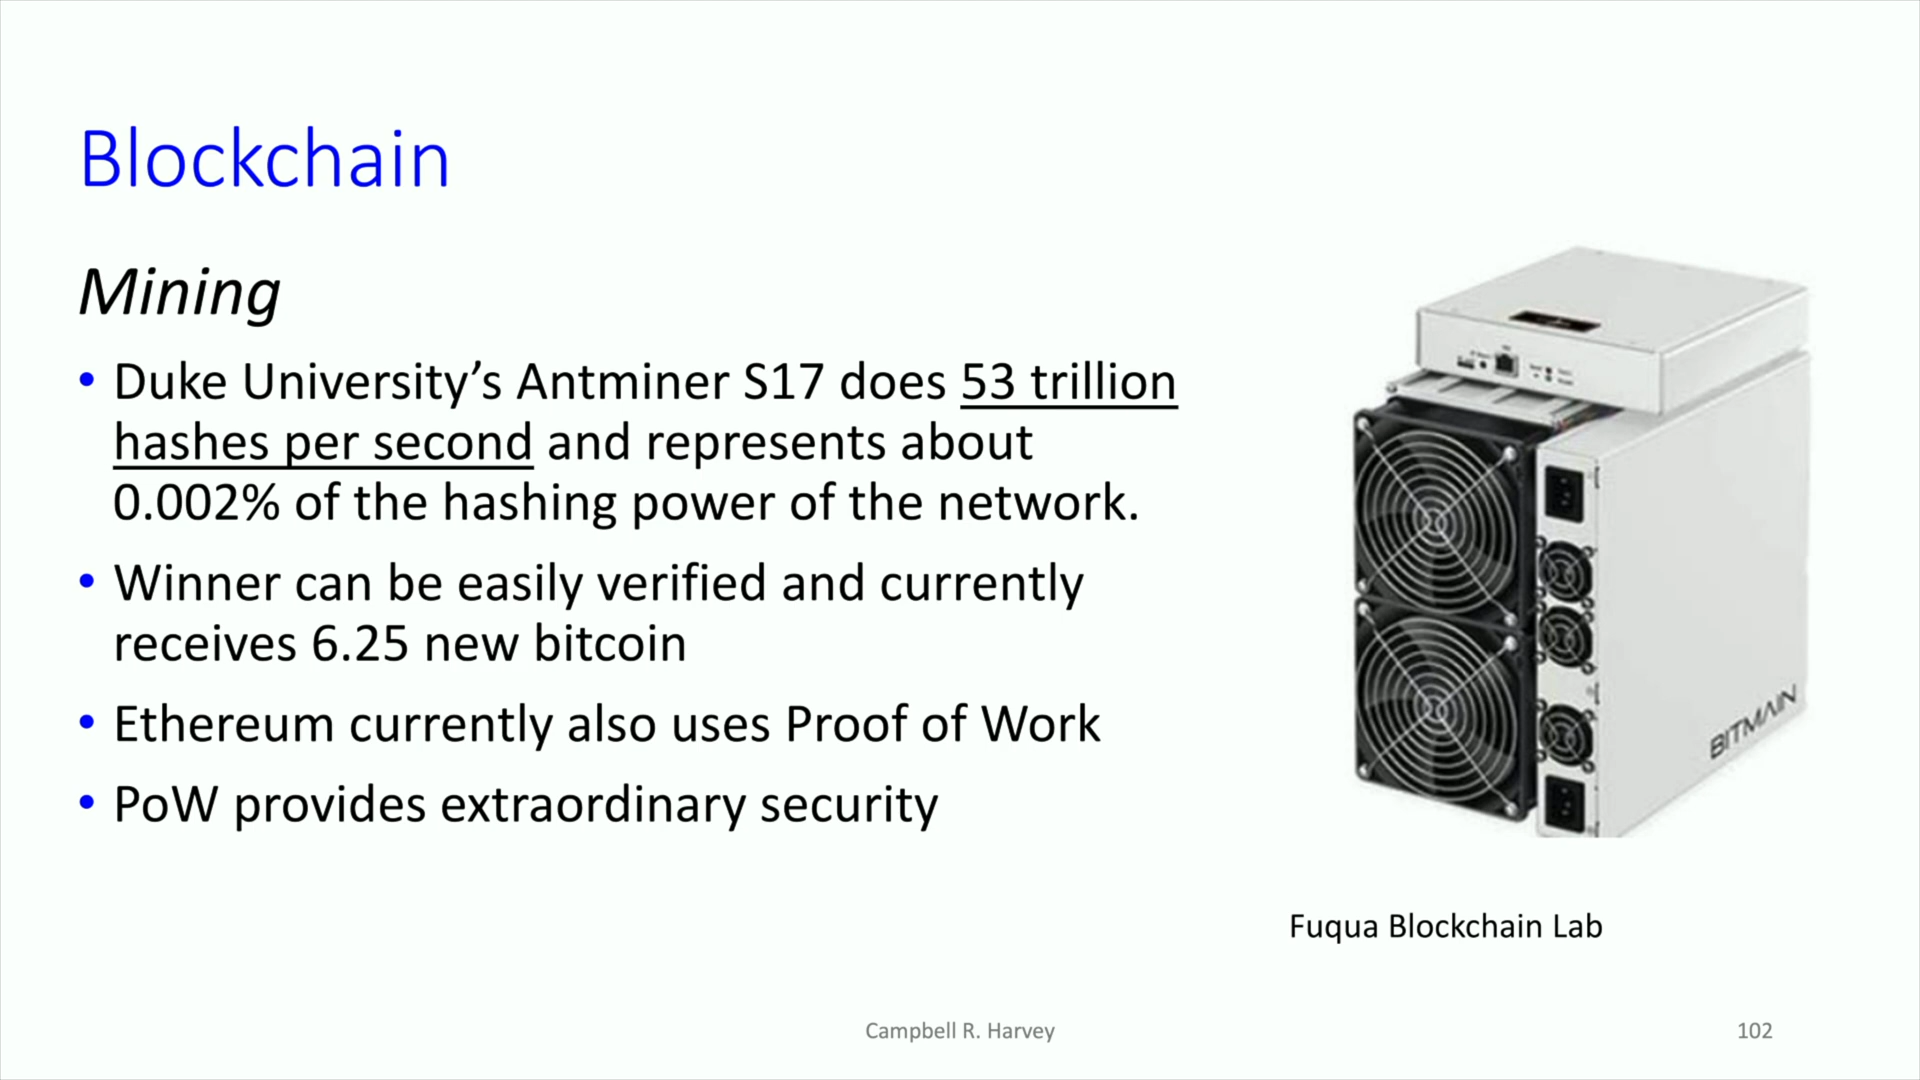 Blockchain
Mining
• Duke University’s Antminer S17 does 53 trillion
hashes per second and represents about
0.002% of the hashing power of the network.
• Winner can be easily verified and currently
receives 6.25 new bitcoin
• Ethereum currently also uses Proof of Work
• PoW provides extraordinary security
BITMAIN
Fuqua Blockchain Lab
Campbell R. Harvey
102